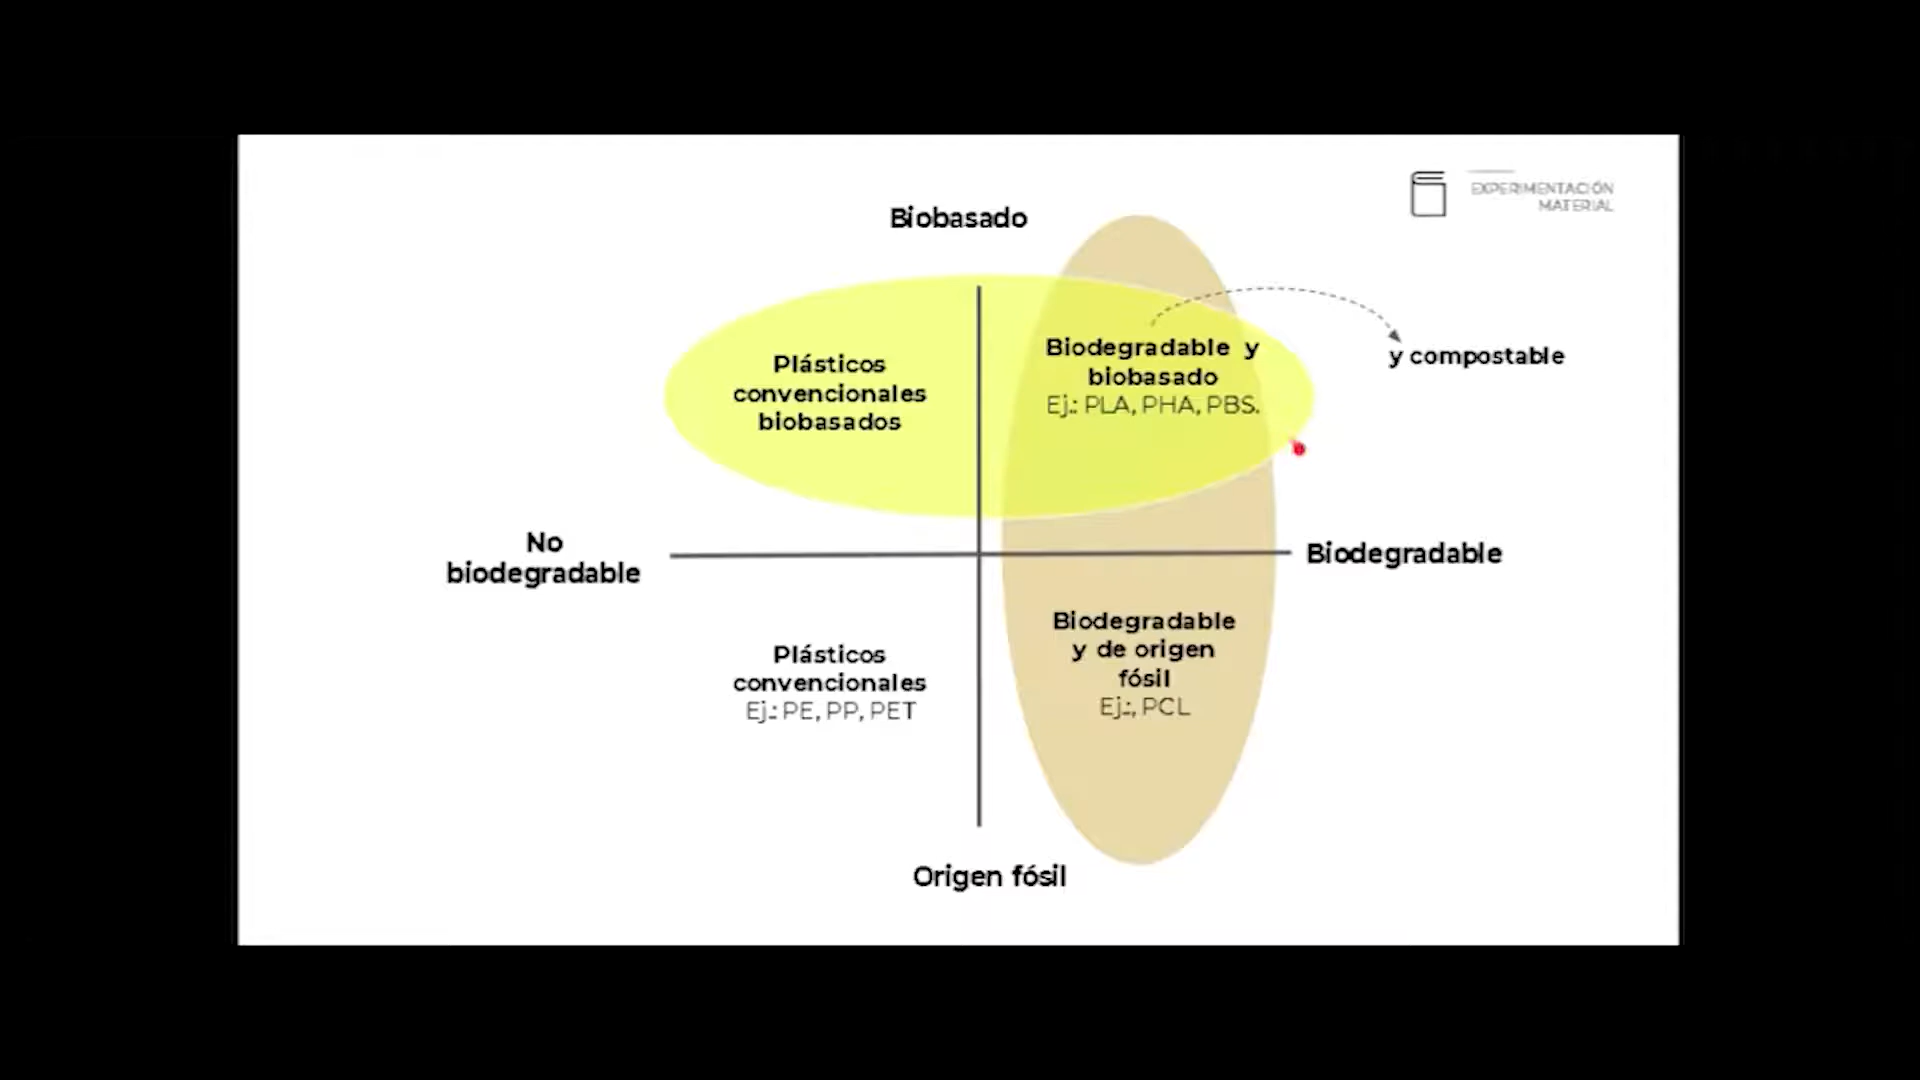 EXPERIMENTACIÓN
MATERIAL
Biobasado
Plásticos
convencionales
biobasados
Biodegradable y
biobasado
Ej.: PLA, PHA, PBS.
y compostable
No
biodegradable
Biodegradable
Plásticos
convencionales
Ej.: PE, PP, PET
Biodegradable
y de origen
fósil
Ej.:, PCL
Origen fósil